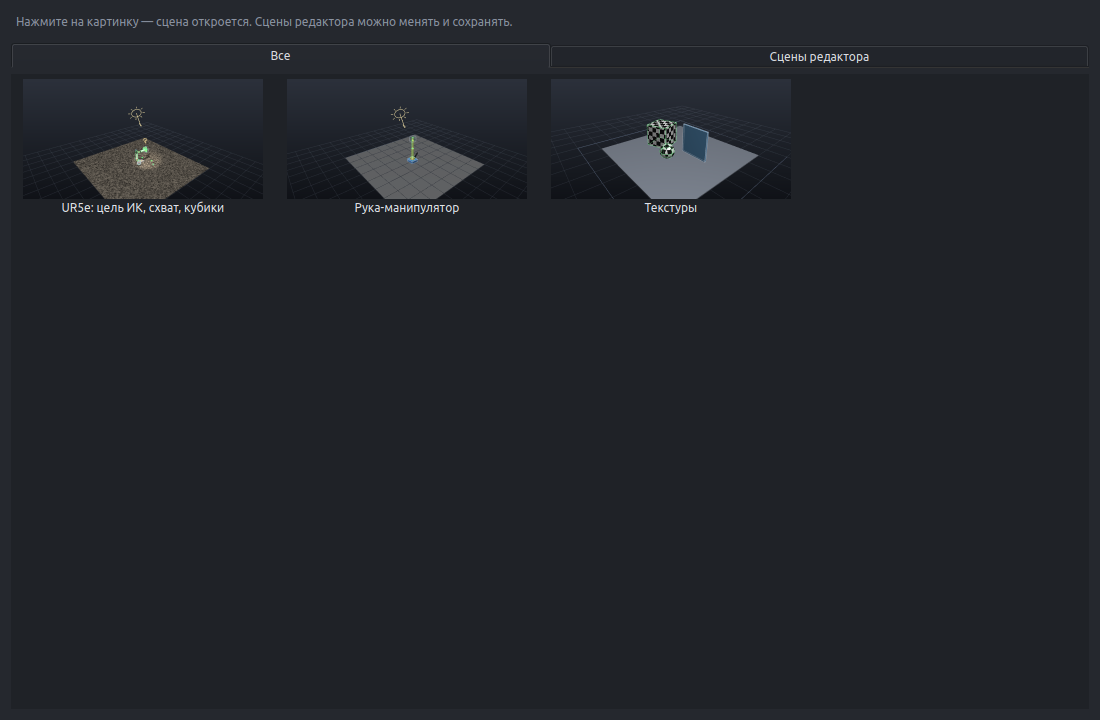 Нажмите на картинку — сцена откроется. Сцены редактора можно менять и сохранять.
Все
Сцены редактора
UR5e: цель ИК, схват, кубики
Рука-манипулятор
Текстуры